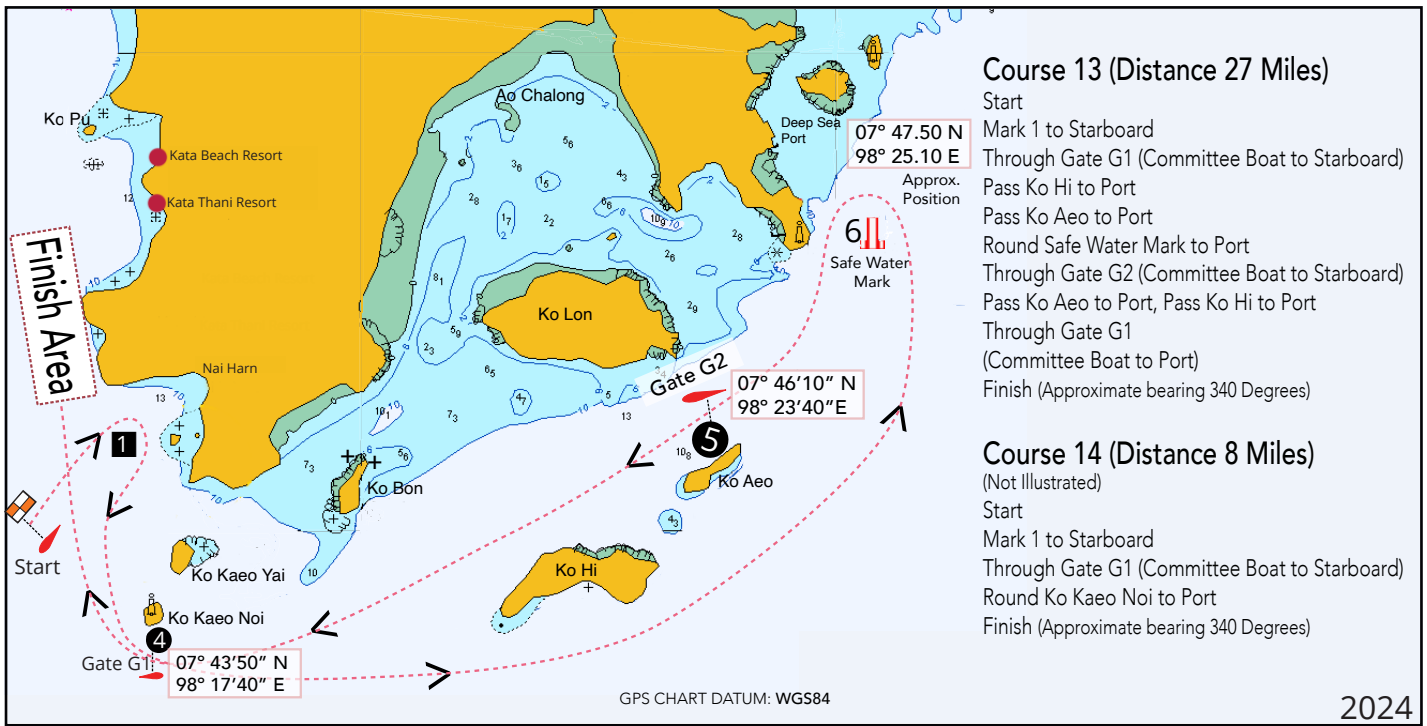 Ko Pu
Kata Beach Resort
Kata Thani Resort
Ao Chalong
Deep Sea
Port
07° 47.50 N
98° 25.10 E
Approx.
Position
6
Safe Water
Mark
Finish Area
Nai Harn
Ko Lon
Gate G2
07° 46’10” N
98° 23’40”E
5
Ko Aeo
1
Ko Bon
Start
Ko Kaeo Yai
Ko Hi
Ko Kaeo Noi
4
Gate G1
07° 43’50” N
98° 17’40” E
GPS CHART DATUM: WGS84
Course 13 (Distance 27 Miles)
Start
Mark 1 to Starboard
Through Gate G1 (Committee Boat to Starboard)
Pass Ko Hi to Port
Pass Ko Aeo to Port
Round Safe Water Mark to Port
Through Gate G2 (Committee Boat to Starboard)
Pass Ko Aeo to Port, Pass Ko Hi to Port
Through Gate G1
(Committee Boat to Port)
Finish (Approximate bearing 340 Degrees)
Course 14 (Distance 8 Miles)
(Not Illustrated)
Start
Mark 1 to Starboard
Through Gate G1 (Committee Boat to Starboard)
Round Ko Kaeo Noi to Port
Finish (Approximate bearing 340 Degrees)
2024